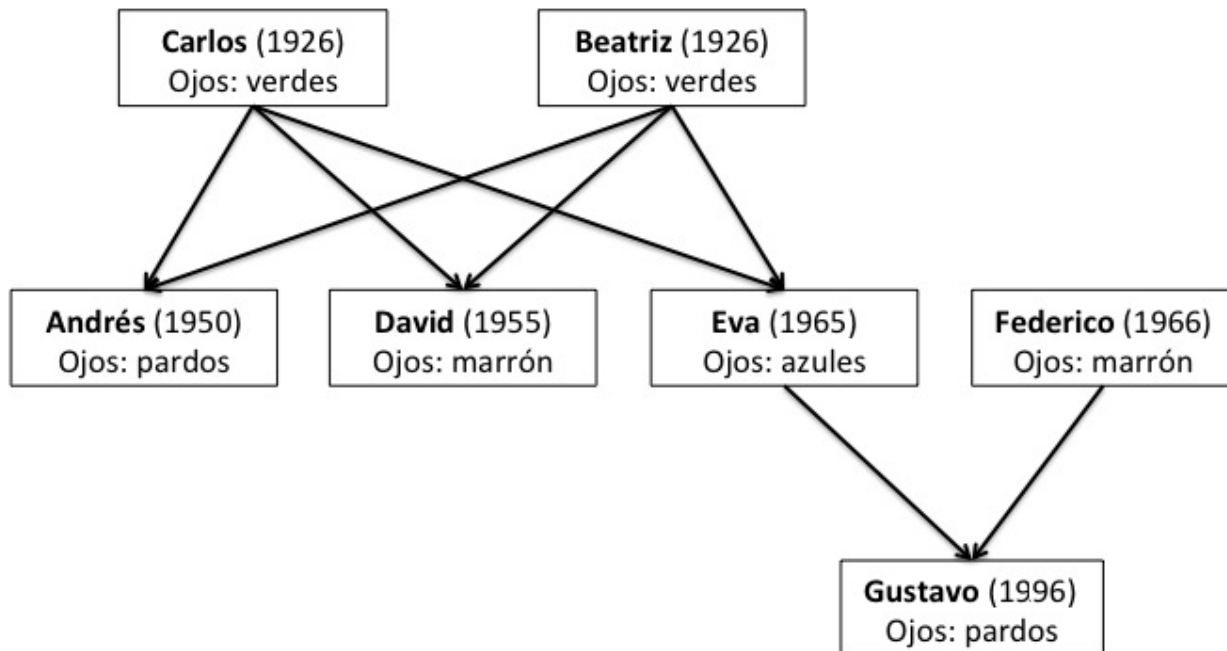 Carlos (1926)
Ojos: verdes
Beatriz (1926)
Ojos: verdes
Andrés (1950)
Ojos: pardos
David (1955)
Ojos: marrón
Eva (1965)
Ojos: azules
Federico (1966)
Ojos: marrón
Gustavo (1996)
Ojos: pardos